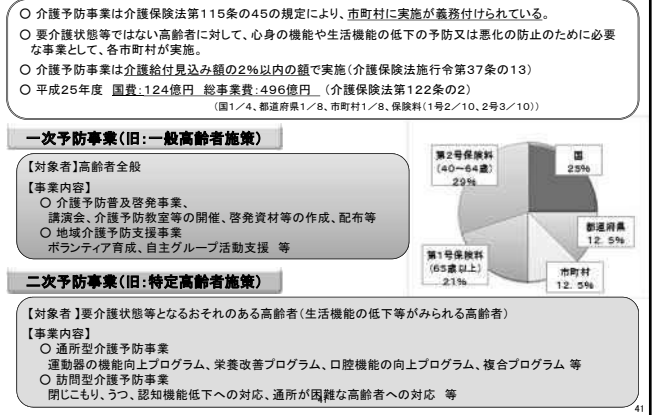 ○ 介護予防事業は介護保険法第115条の45の規定により、市町村に実施が義務付けられている。
○ 要介護状態等ではない高齢者に対して、心身の機能や生活機能の低下の予防又は悪化の防止のために必要
な事業として、各市町村が実施。
○ 介護予防事業は介護給付見込み額の2％以内の額で実施（介護保険法施行令第37条の13）
○ 平成25年度 国費：124億円 総事業費：496億円 （介護保険法第122条の2）
（国1／4、都道府県1／8、市町村1／8、保険料（1号2／10、2号3／10））
一次予防事業（旧：一般高齢者施策）
【対象者】高齢者全般
【事業内容】
○ 介護予防普及啓発事業、
講演会、介護予防教室等の開催、啓発資材等の作成、配布等
○ 地域介護予防支援事業
ボランティア育成、自主グループ活動支援 等
第2号保険料
（40～64歳）
29％
国
25％
都道府県
12．5％
第1号保険料
（65歳以上）
21％
市町村
12．5％
二次予防事業（旧：特定高齢者施策）
【対象者】要介護状態等となるおそれのある高齢者（生活機能の低下等がみられる高齢者）
【事業内容】
○ 通所型介護予防事業
運動器の機能向上プログラム、栄養改善プログラム、口腔機能の向上プログラム、複合プログラム 等
○ 訪問型介護予防事業
閉じこもり、うつ、認知機能低下への対応、通所が困難な高齢者への対応 等
41
41